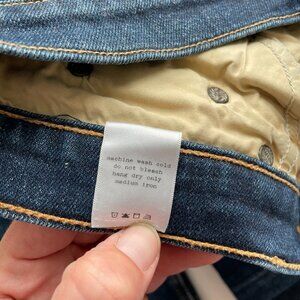 machine wash cold
do not bleach
hang dry only
medium iron